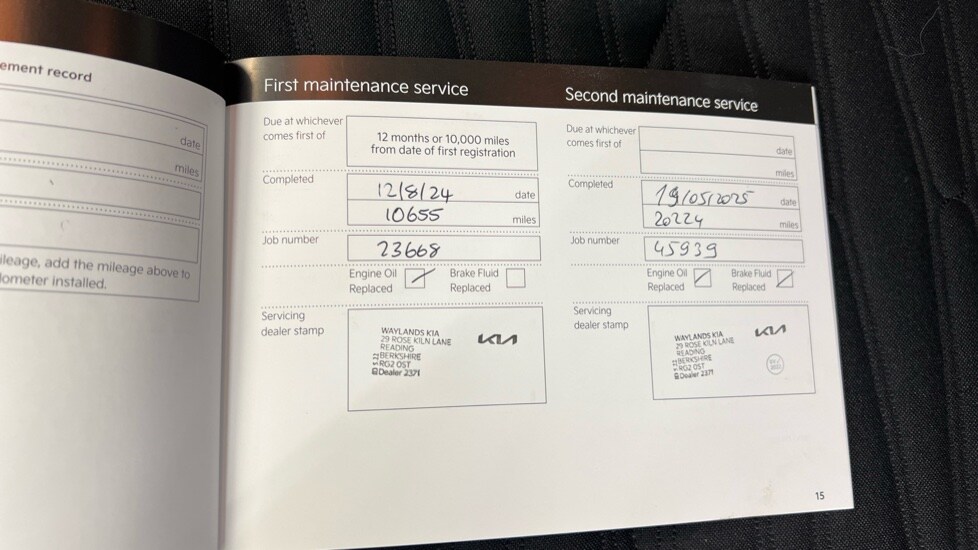 ement record
date
miles
ileage, add the mileage above to
lometer installed.
First maintenance service
Due at whichever
comes first of
12 months or 10,000 miles
from date of first registration
Completed
12/8/24 date
10655 miles
Job number
23668
Engine Oil
Replaced
Brake Fluid
Replaced
Servicing
dealer stamp
WAYLANDS KIA
29 ROSE KILN LANE
READING
BERKSHIRE
RG2 0ST
Dealer 2371
KIA
Second maintenance service
Due at whichever
comes first of
date
miles
Completed
19/05/2025 date
20224 miles
Job number
45939
Engine Oil
Replaced
Brake Fluid
Replaced
Servicing
dealer stamp
WAYLANDS KIA
29 ROSE KILN LANE
READING
BERKSHIRE
RG2 0ST
Dealer 2371
KIA
15